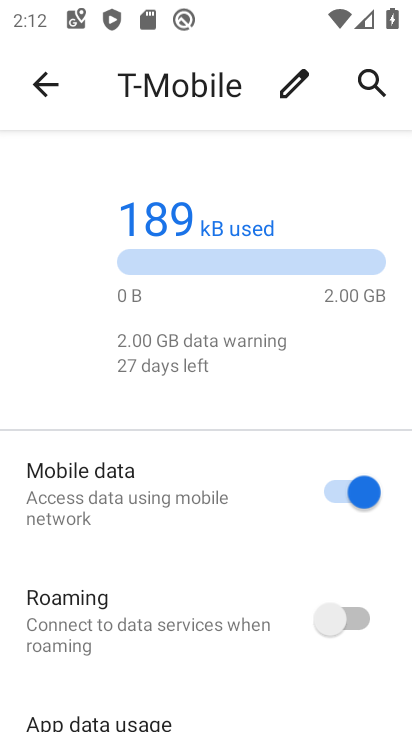 2:12
T-Mobile
189 kB used
0 B 2.00 GB
2.00 GB data warning
27 days left
Mobile data
Access data using mobile
network
Roaming
Connect to data services when
roaming
App data usage